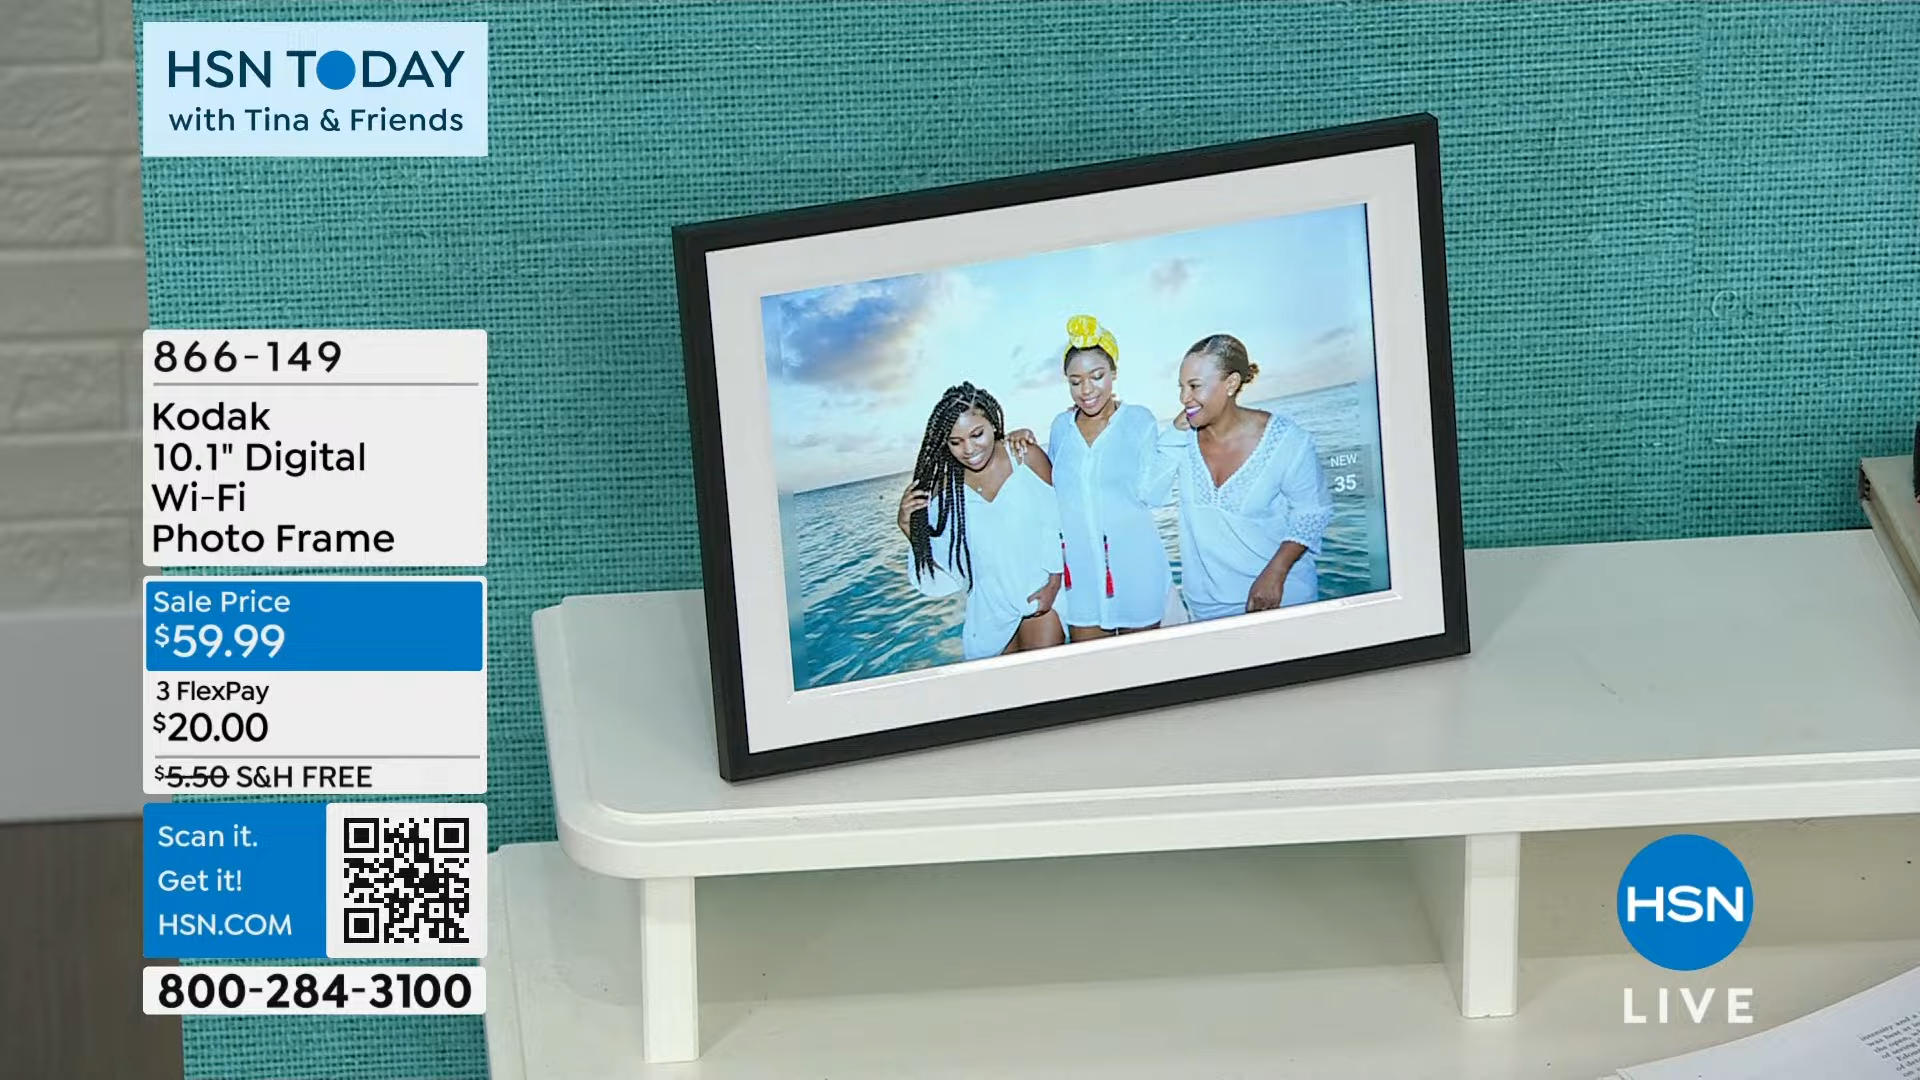 HSN TODAY
with Tina & Friends
866-149
Kodak
10.1" Digital
Wi-Fi
Photo Frame
Sale Price
$59.99
3 FlexPay
$20.00
$5.50 S&H FREE
Scan it.
Get it!
HSN.COM
800-284-3100
NEW
35
HSN
LIVE